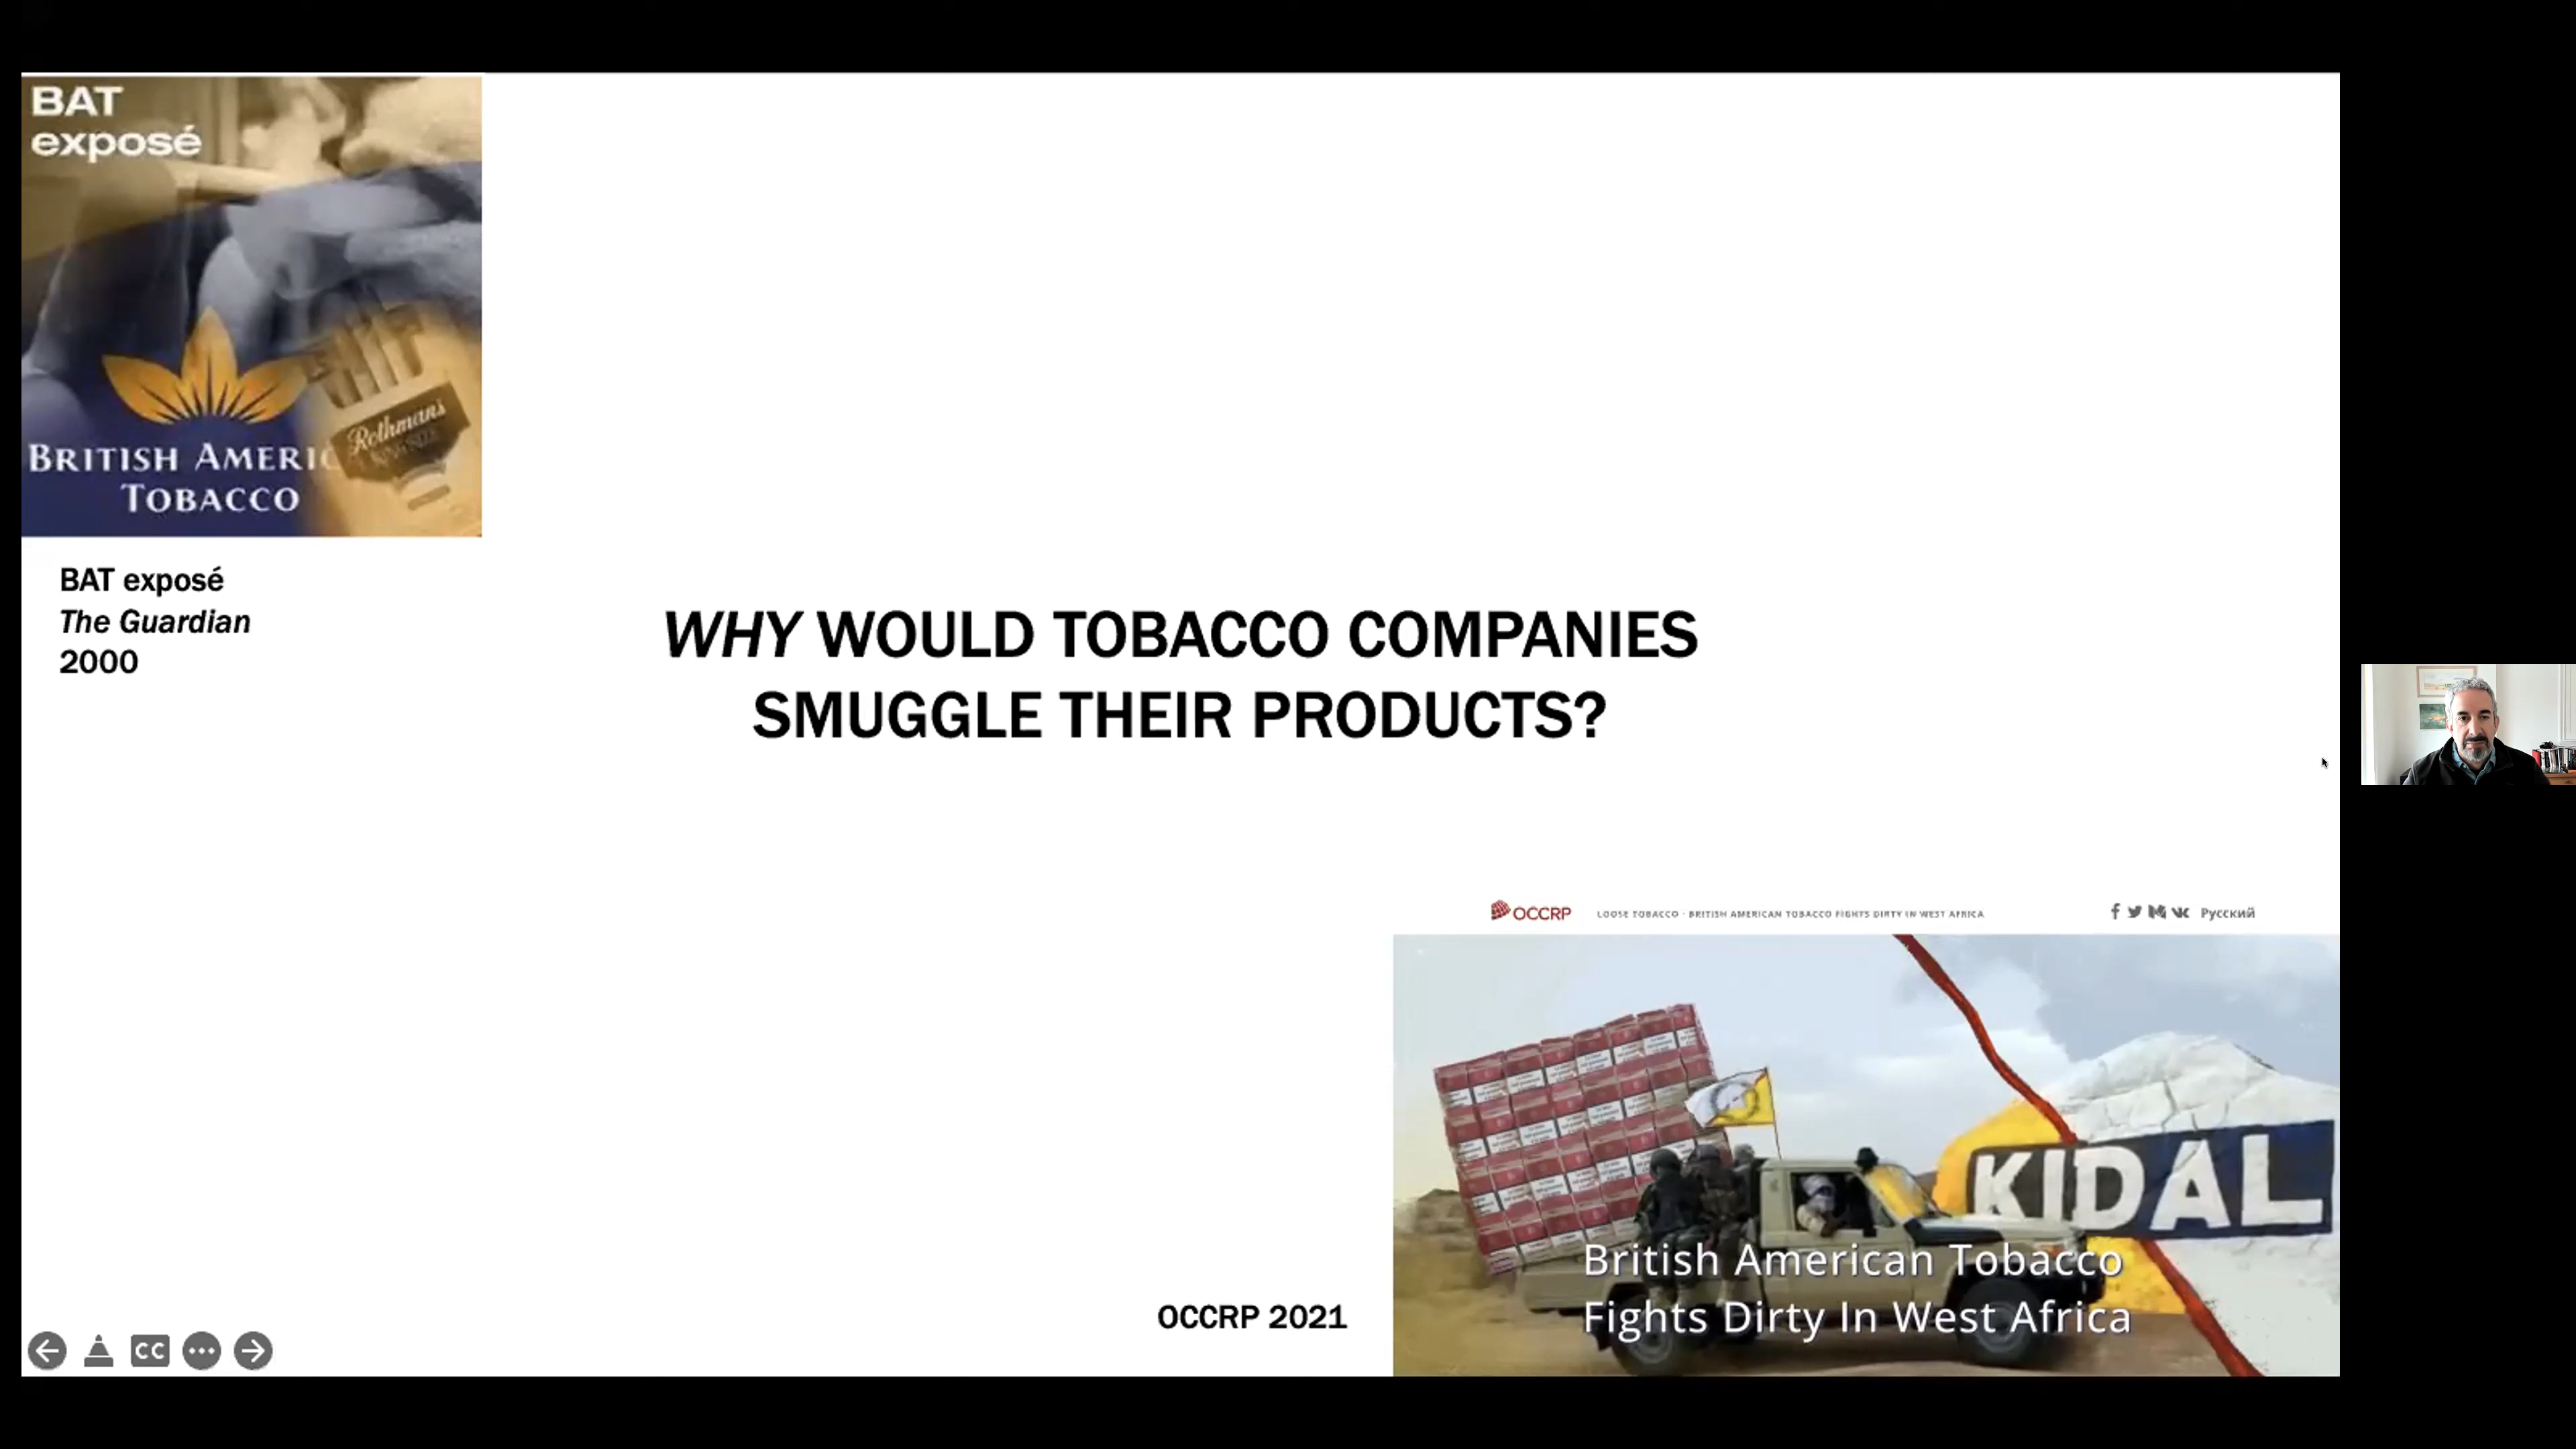 BAT
exposé
BRITISH AMERIC
TOBACCO
Rothmans
KING SIZE
BAT exposé
The Guardian
2000
WHY WOULD TOBACCO COMPANIES
SMUGGLE THEIR PRODUCTS?
OCCRP
LOOSE TOBACCO · BRITISH AMERICAN TOBACCO FIGHTS DIRTY IN WEST AFRICA
Русский
KIDAL
British American Tobacco
Fights Dirty In West Africa
OCCRP 2021
CC